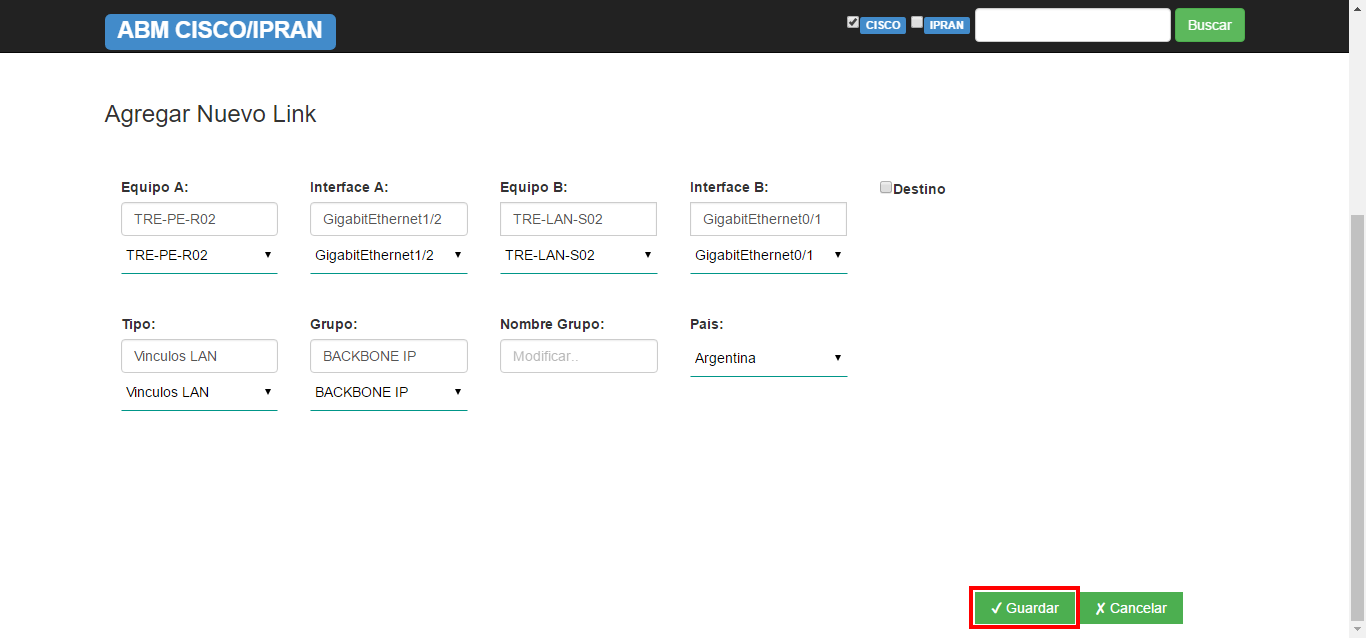 ABM CISCO/IPRAN CISCO IPRAN Buscar
Agregar Nuevo Link
Equipo A: Interface A: Equipo B: Interface B: Destino
TRE-PE-R02 GigabitEthernet1/2 TRE-LAN-S02 GigabitEthernet0/1
TRE-PE-R02 GigabitEthernet1/2 TRE-LAN-S02 GigabitEthernet0/1
Tipo: Grupo: Nombre Grupo: Pais:
Vinculos LAN BACKBONE IP Modificar.. Argentina
Vinculos LAN BACKBONE IP
✓ Guardar ✗ Cancelar